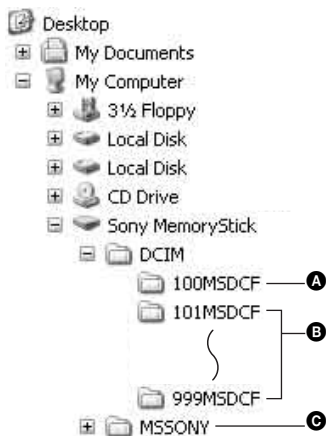 Desktop
My Documents
My Computer
3½ Floppy
Local Disk
Local Disk
CD Drive
Sony MemoryStick
DCIM
100MSDCF A
101MSDCF
B
999MSDCF
MSSONY C